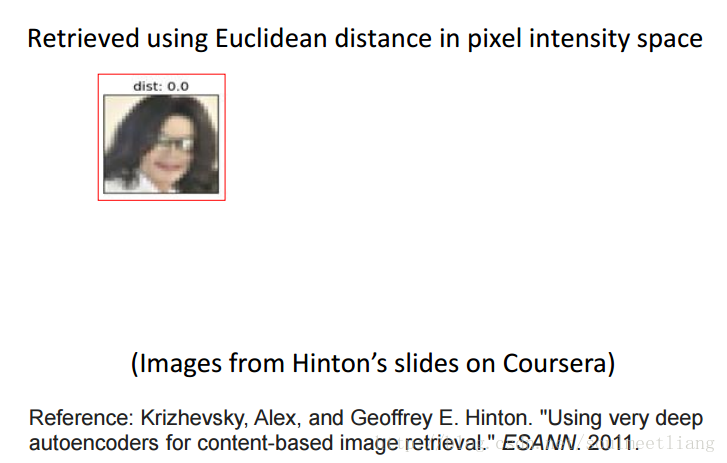 Retrieved using Euclidean distance in pixel intensity space
dist: 0.0
(Images from Hinton’s slides on Coursera)
Reference: Krizhevsky, Alex, and Geoffrey E. Hinton. "Using very deep
autoencoders for content-based image retrieval." ESANN. 2011.